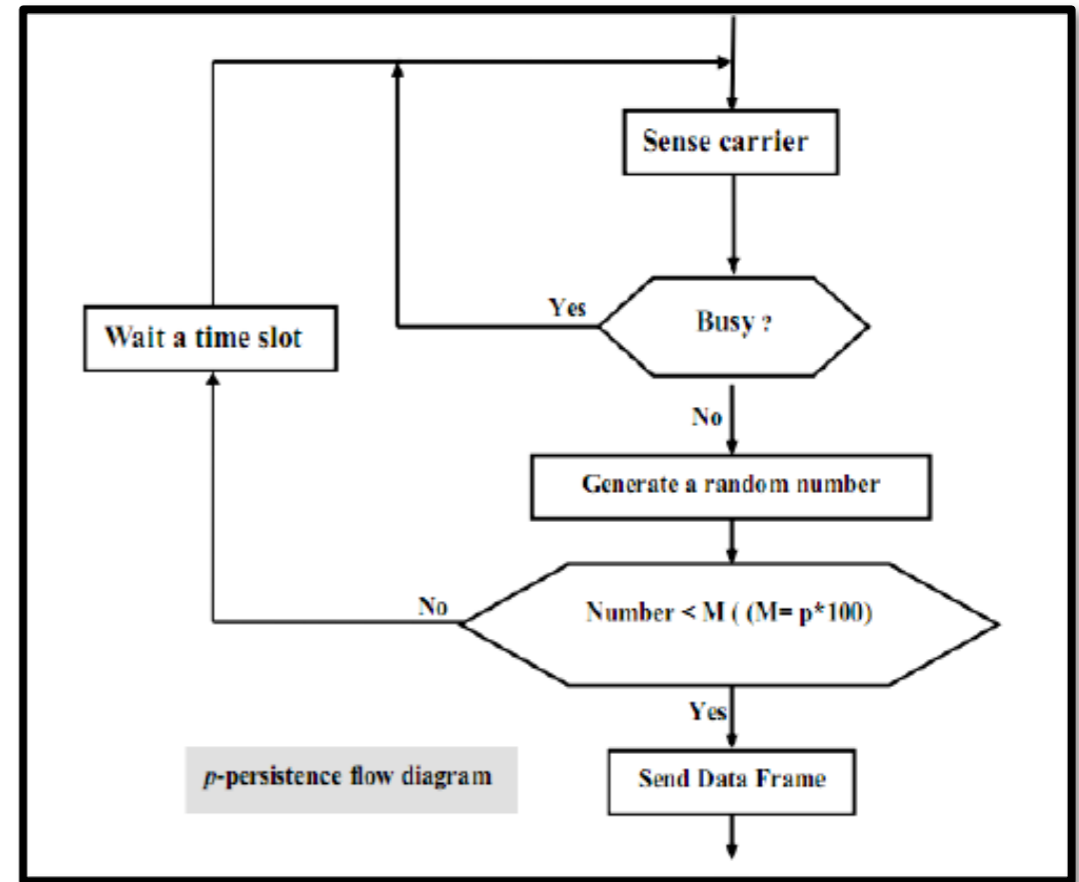 Sense carrier
Yes
Busy ?
Wait a time slot
No
Generate a random number
No
Number < M ( (M= p*100)
Yes
p-persistence flow diagram
Send Data Frame